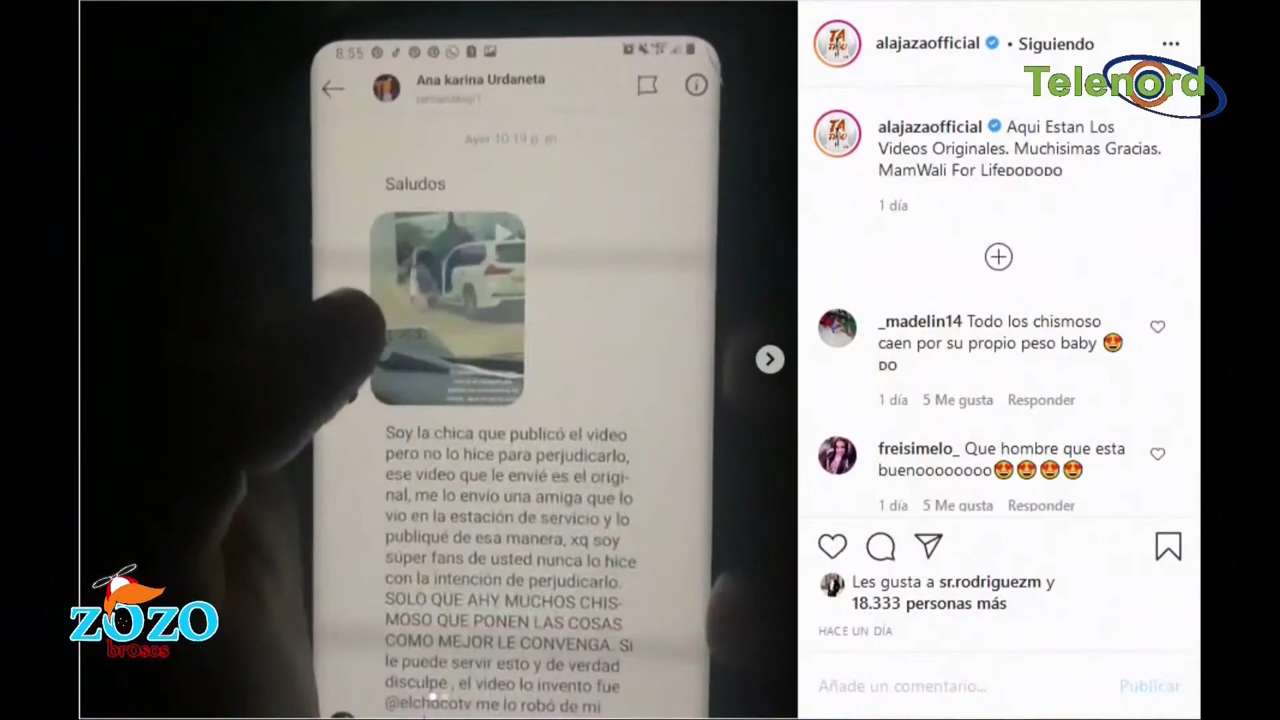 8:55
Ana karina Urdaneta
Ayer 10:19 p. m.
Saludos
Soy la chica que publicó el video
pero no lo hice para perjudicarlo,
ese video que le envié es el origi-
nal, me lo envío una amiga que lo
vio en la estación de servicio y lo
publiqué de esa manera, xq soy
súper fans de usted nunca lo hice
con la intención de perjudicarlo.
SOLO QUE AHY MUCHOS CHIS-
MOSO QUE PONEN LAS COSAS
COMO MEJOR LE CONVENGA. Si
le puede servir esto y de verdad
disculpe , el video lo invento fue
@elchocotv me lo robó de mi
alajazaofficial • Siguiendo
Telenord
alajazaofficial Aqui Estan Los
Videos Originales. Muchisimas Gracias.
MamWali For LifeDODODO
1 día
_madelin14 Todo los chismoso
caen por su propio peso baby 😍
DO
1 día 5 Me gusta Responder
freisimelo_ Que hombre que esta
buenoooooooo😍😍😍😍
1 día 5 Me gusta Responder
Les gusta a sr.rodriguezm y
18.333 personas más
HACE UN DÍA
Añade un comentario...
Publicar
ZOZO
brOsos